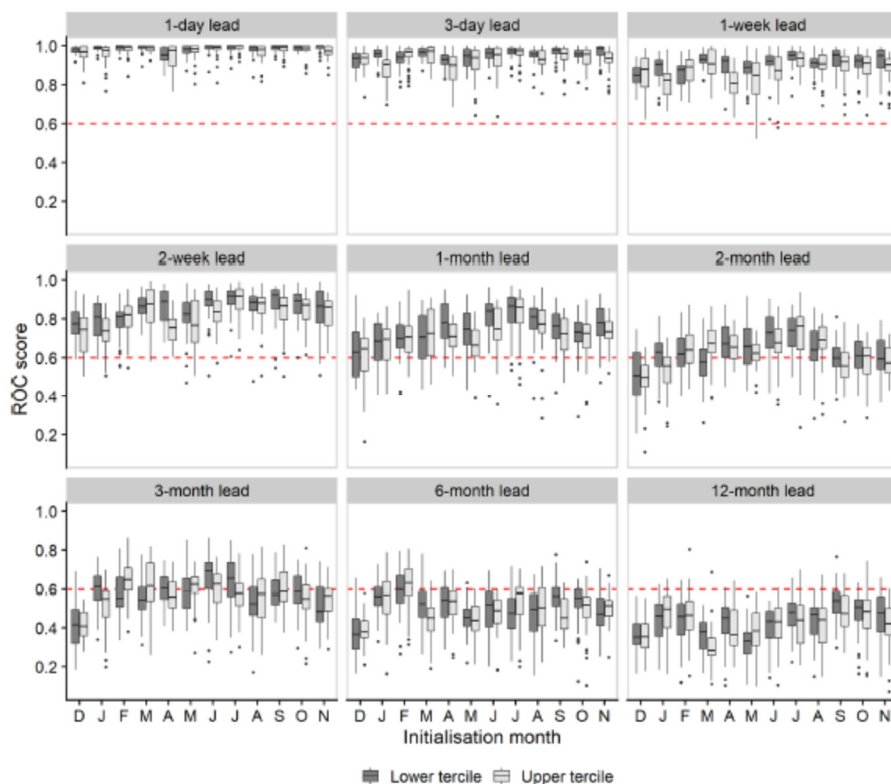 1-day lead 3-day lead 1-week lead
1.0
0.8
0.6
0.4
0.2
2-week lead 1-month lead 2-month lead
1.0
0.8
0.6
0.4
0.2
ROC score
3-month lead 6-month lead 12-month lead
1.0
0.8
0.6
0.4
0.2
D J F M A M J J A S O N D J F M A M J J A S O N D J F M A M J J A S O N
Initialisation month
Lower tercile Upper tercile